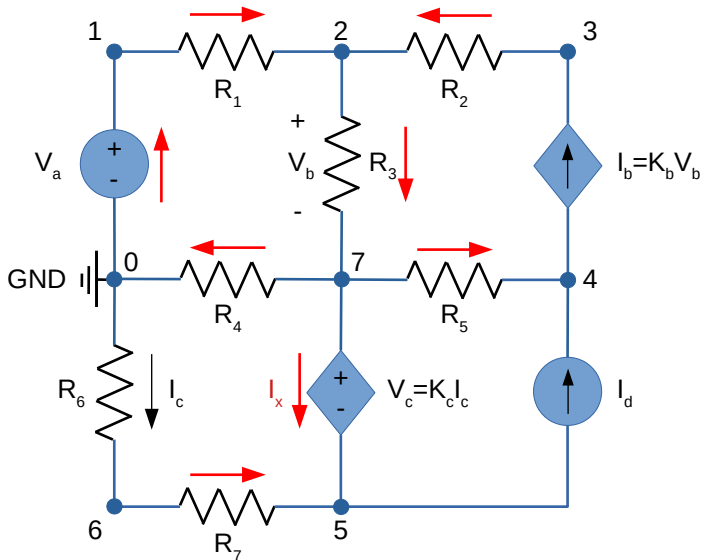 1
2
3
R1
R2
+
Va
+
-
Vb
R3
Ib=KbVb
-
GND
0
7
4
R4
R5
R6
Ic
Ix
+
-
Vc=KcIc
Id
6
5
R7